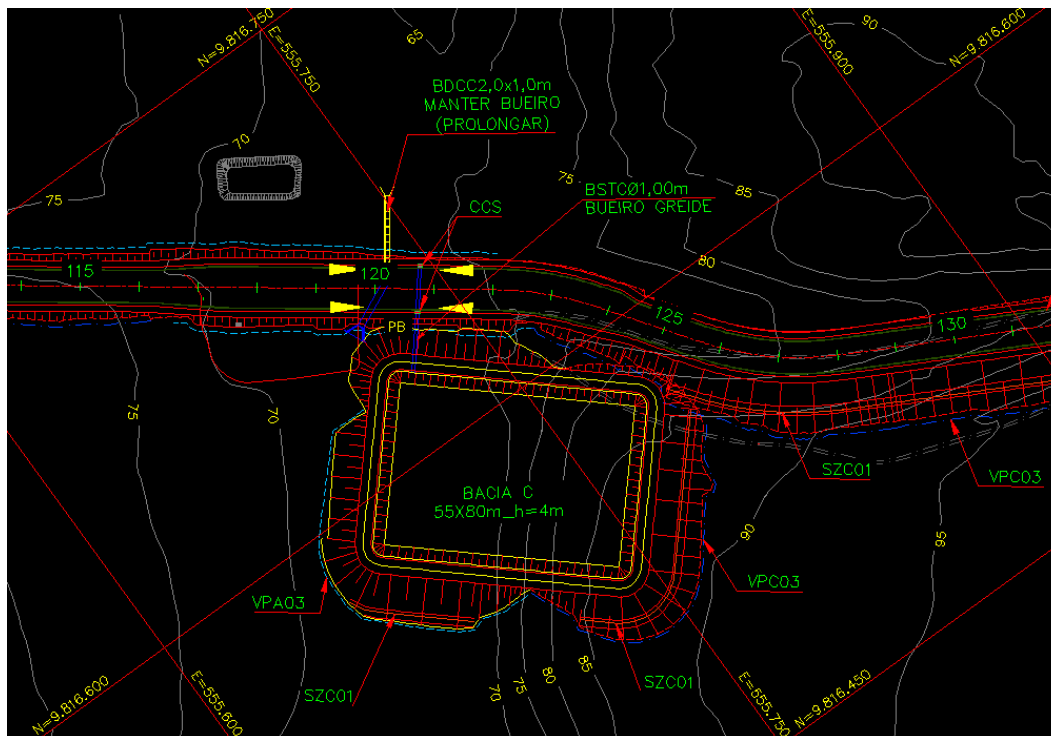 N=9.816.750
E=555.750
65
E=555.900
90
N=9.816.600
BDCC2,0x1,0m
MANTER BUEIRO
(PROLONGAR)
70
75
75
85
BSTCØ1,00m
BUEIRO GREIDE
CCS
80
115
120
125
130
PB
75
70
SZC01
VPC03
BACIA C
55X80m_h=4m
90
95
VPC03
VPA03
SZC01
SZC01
70
75
80
85
N=9.816.600
E=555.600
E=555.750
N=9.816.450